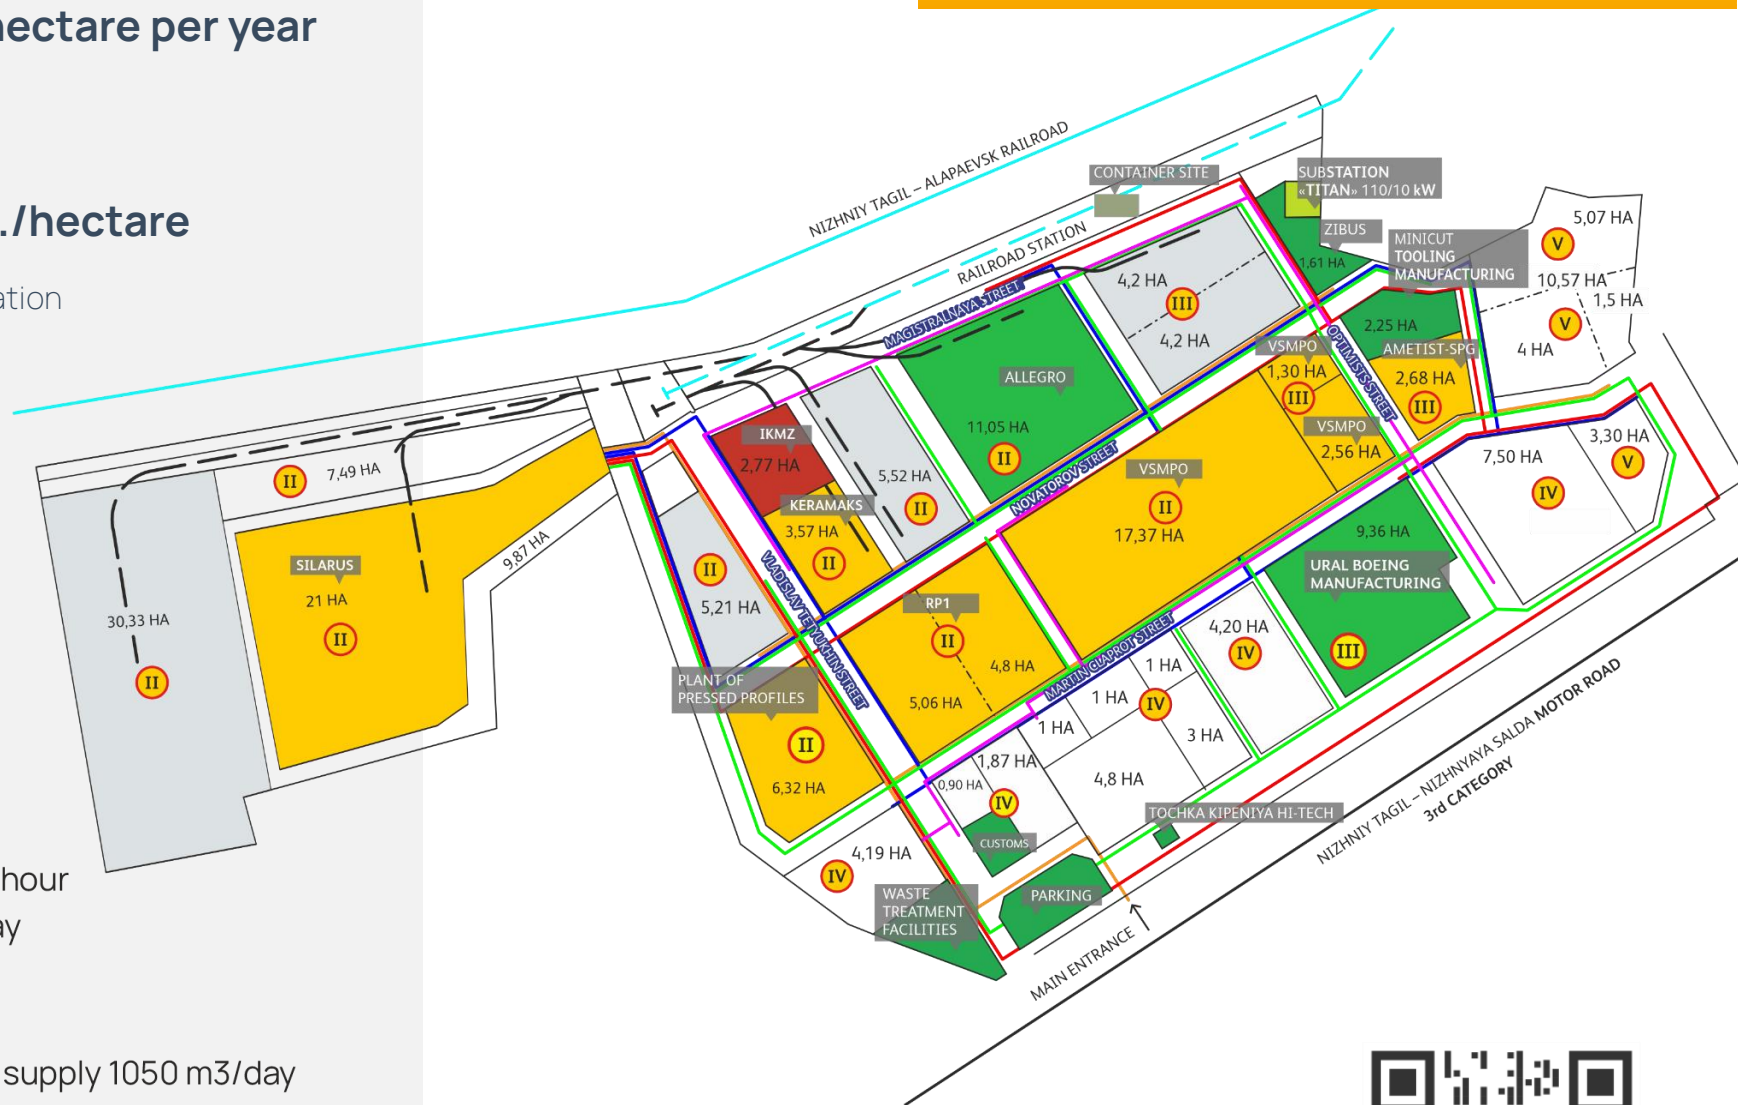 hectare per year
./hectare
ation
hour
ay
supply 1050 m3/day
NIZHNIY TAGIL – ALAPAEVSK RAILROAD
CONTAINER SITE
SUBSTATION
«TITAN» 110/10 kW
ZIBUS
1,61 HA
MINICUT
TOOLING
MANUFACTURING
5,07 HA
V
10,57 HA
1,5 HA
V
4 HA
RAILROAD STATION
MAGISTRALNAYA STREET
4,2 HA
III
4,2 HA
2,25 HA
OPTIMISTS STREET
AMETIST-SPG
2,68 HA
III
VSMPO
1,30 HA
III
VSMPO
2,56 HA
ALLEGRO
11,05 HA
II
3,30 HA
V
7,50 HA
IV
IKMZ
2,77 HA
5,52 HA
II
KERAMAKS
3,57 HA
II
NOVATOROV STREET
VSMPO
II
17,37 HA
9,36 HA
URAL BOEING
MANUFACTURING
III
II
7,49 HA
SILARUS
21 HA
II
9,87 HA
30,33 HA
II
II
5,21 HA
VLADISLAV TETYUKHIN STREET
RP1
II
4,8 HA
5,06 HA
MARTIN CLAPROT STREET
4,20 HA
IV
1 HA
1 HA
IV
1 HA
3 HA
4,8 HA
PLANT OF
PRESSED PROFILES
II
6,32 HA
1,87 HA
0,90 HA
IV
CUSTOMS
TOCHKA KIPENIYA HI-TECH
4,19 HA
IV
WASTE
TREATMENT
FACILITIES
PARKING
MAIN ENTRANCE
NIZHNIY TAGIL – NIZHNYAYA SALDA MOTOR ROAD
3rd CATEGORY